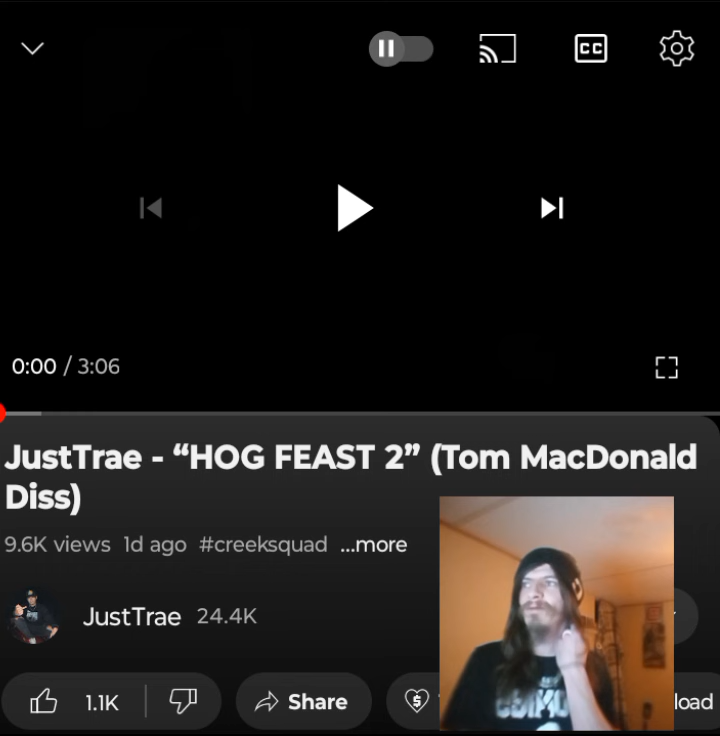 CC
0:00 / 3:06
JustTrae - “HOG FEAST 2” (Tom MacDonald
Diss)
9.6K views 1d ago #creeksquad ...more
JustTrae 24.4K
1.1K Share load